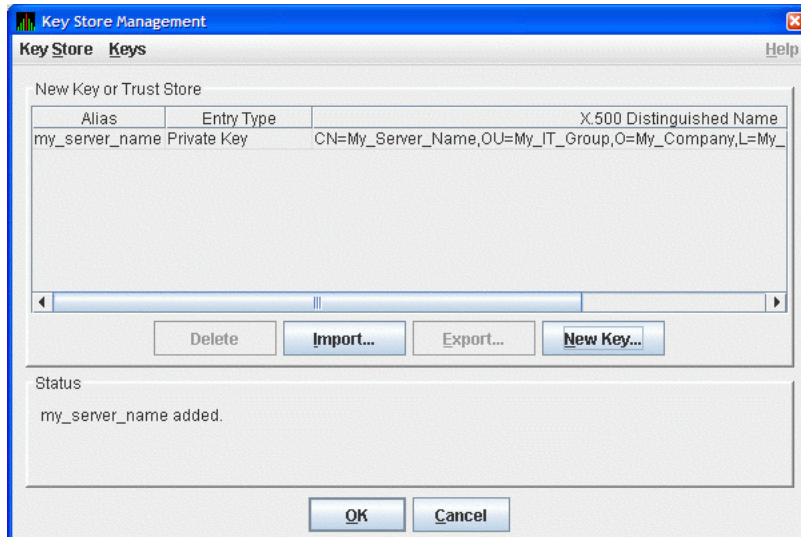 Key Store Management
Key Store Keys Help
New Key or Trust Store
Alias Entry Type X.500 Distinguished Name
my_server_name Private Key CN=My_Server_Name,OU=My_IT_Group,O=My_Company,L=My_
Delete Import... Export... New Key...
Status
my_server_name added.
OK Cancel